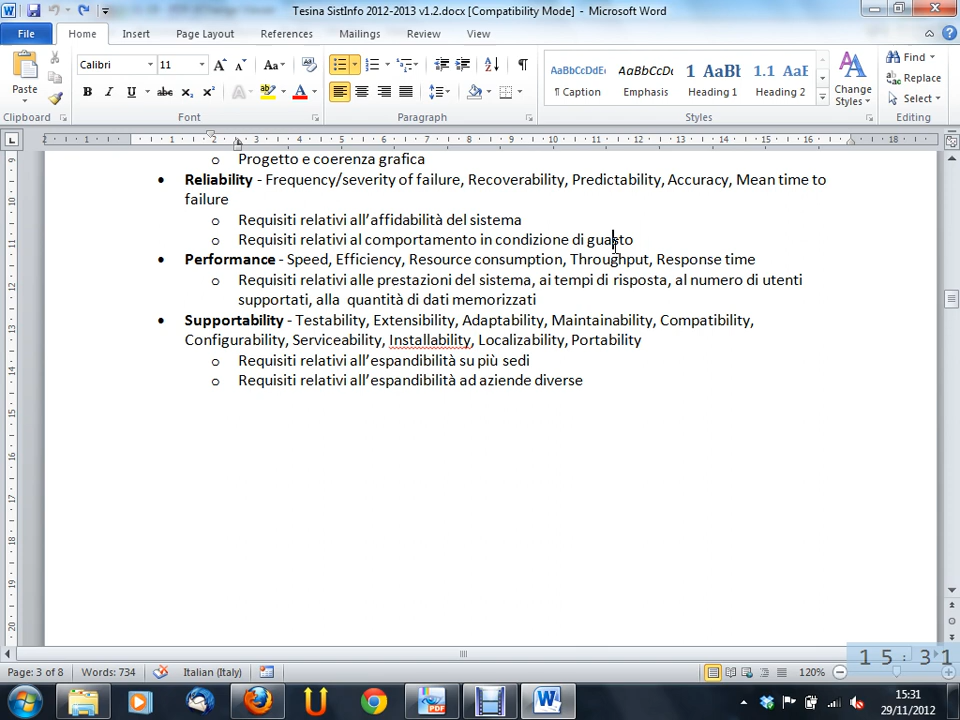 Tesina SistInfo 2012-2013 v1.2.docx [Compatibility Mode] - Microsoft Word
File Home Insert Page Layout References Mailings Review View
Paste
Clipboard
Calibri 11
Font
Paragraph
AaBbCcDdEe AaBbCcDd 1 AaBb 1.1 AaB
¶ Caption Emphasis Heading 1 Heading 2
Change Styles
Styles
Find
Replace
Select
Editing
o Progetto e coerenza grafica
• Reliability - Frequency/severity of failure, Recoverability, Predictability, Accuracy, Mean time to
failure
o Requisiti relativi all'affidabilità del sistema
o Requisiti relativi al comportamento in condizione di guasto
• Performance - Speed, Efficiency, Resource consumption, Throughput, Response time
o Requisiti relativi alle prestazioni del sistema, ai tempi di risposta, al numero di utenti
supportati, alla quantità di dati memorizzati
• Supportability - Testability, Extensibility, Adaptability, Maintainability, Compatibility,
Configurability, Serviceability, Installability, Localizability, Portability
o Requisiti relativi all'espandibilità su più sedi
o Requisiti relativi all'espandibilità ad aziende diverse
15:31
Page: 3 of 8 Words: 734 Italian (Italy) 120%
15:31
29/11/2012